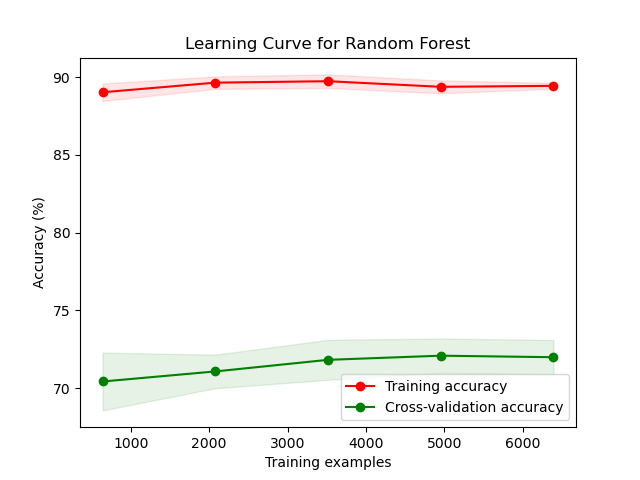 Learning Curve for Random Forest
Accuracy (%)
90
85
80
75
70
Training accuracy
Cross-validation accuracy
1000 2000 3000 4000 5000 6000
Training examples